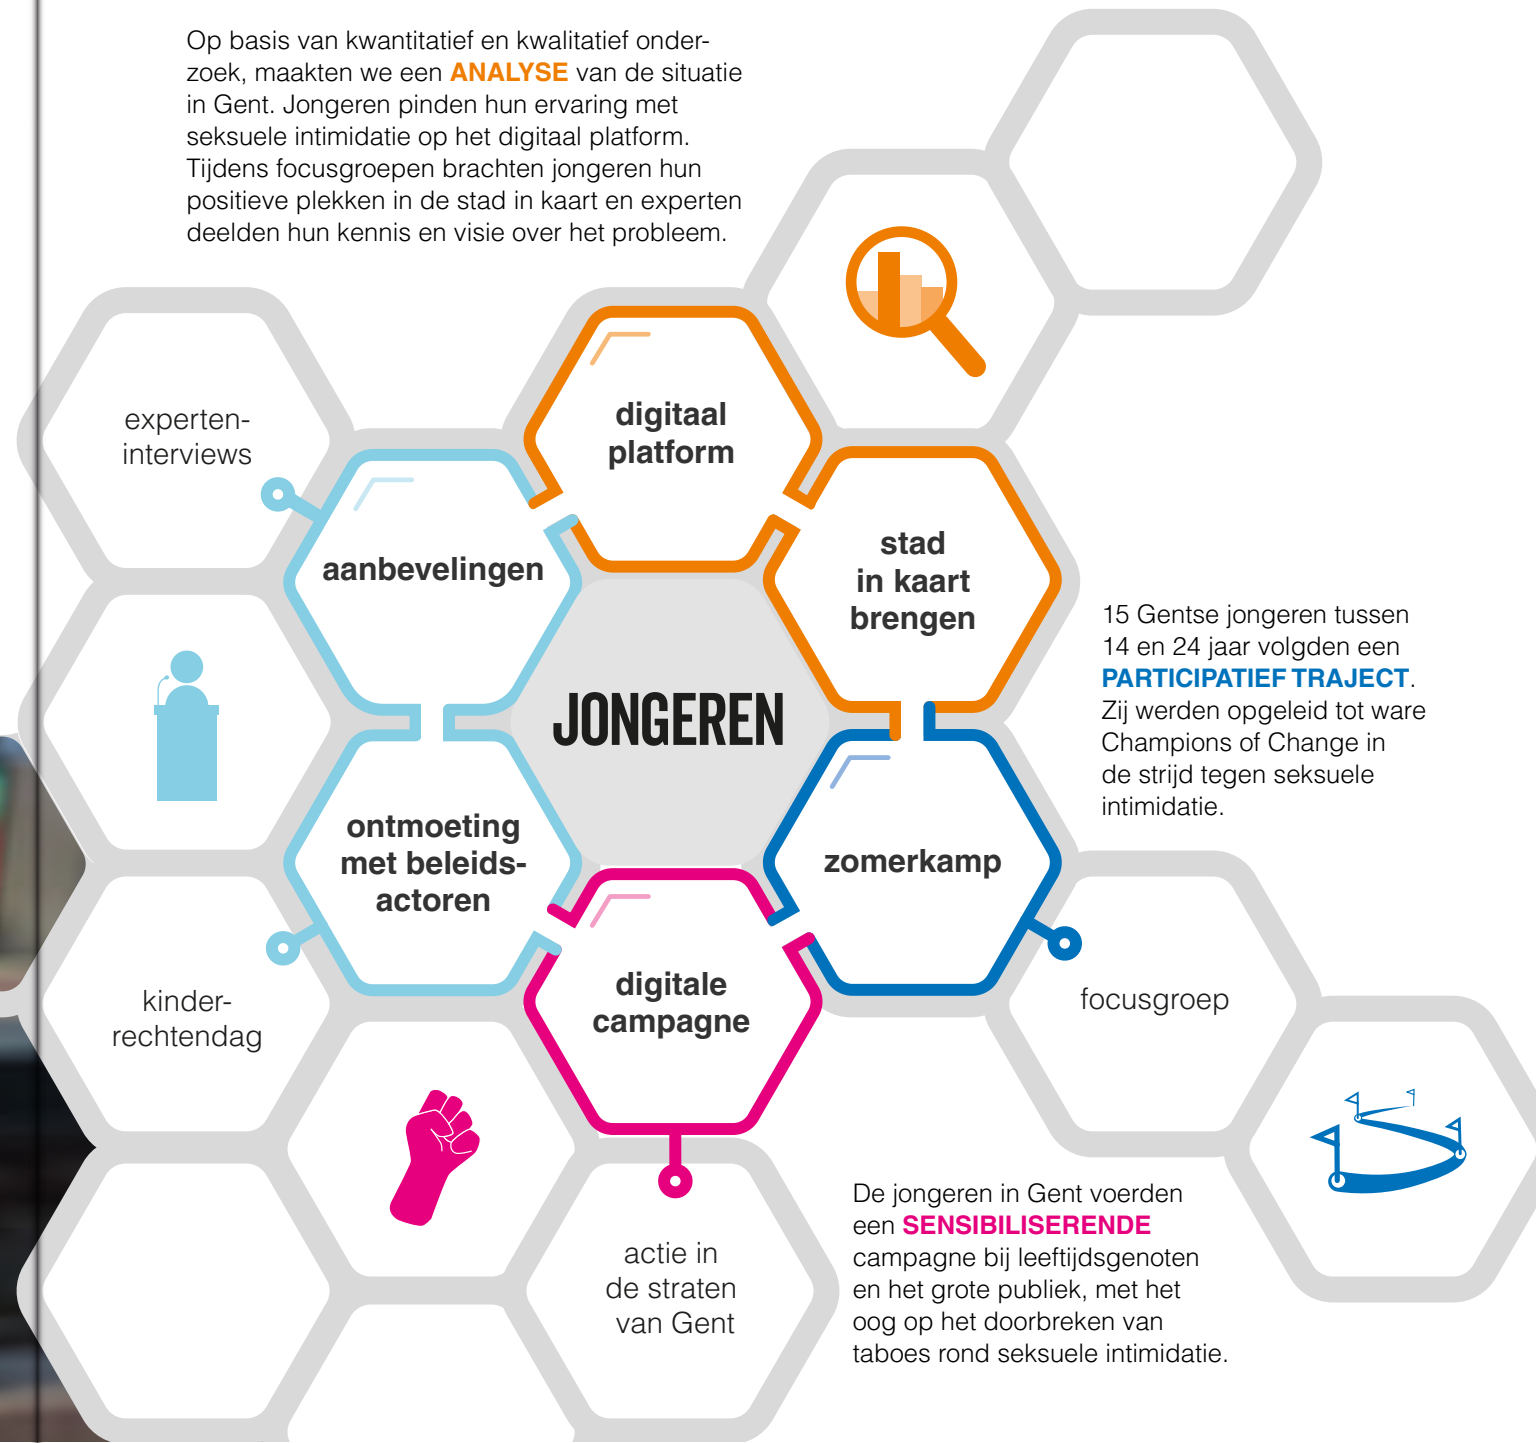 Op basis van kwantitatief en kwalitatief onder-
zoek, maakten we een ANALYSE van de situatie
in Gent. Jongeren pinden hun ervaring met
seksuele intimidatie op het digitaal platform.
Tijdens focusgroepen brachten jongeren hun
positieve plekken in de stad in kaart en experten
deelden hun kennis en visie over het probleem.
experten-
interviews
digitaal
platform
aanbevelingen
stad
in kaart
brengen
JONGEREN
15 Gentse jongeren tussen
14 en 24 jaar volgden een
PARTICIPATIEF TRAJECT.
Zij werden opgeleid tot ware
Champions of Change in
de strijd tegen seksuele
intimidatie.
ontmoeting
met beleids-
actoren
zomerkamp
kinder-
rechtendag
digitale
campagne
focusgroep
actie in
de straten
van Gent
De jongeren in Gent voerden
een SENSIBILISERENDE
campagne bij leeftijdsgenoten
en het grote publiek, met het
oog op het doorbreken van
taboes rond seksuele intimidatie.